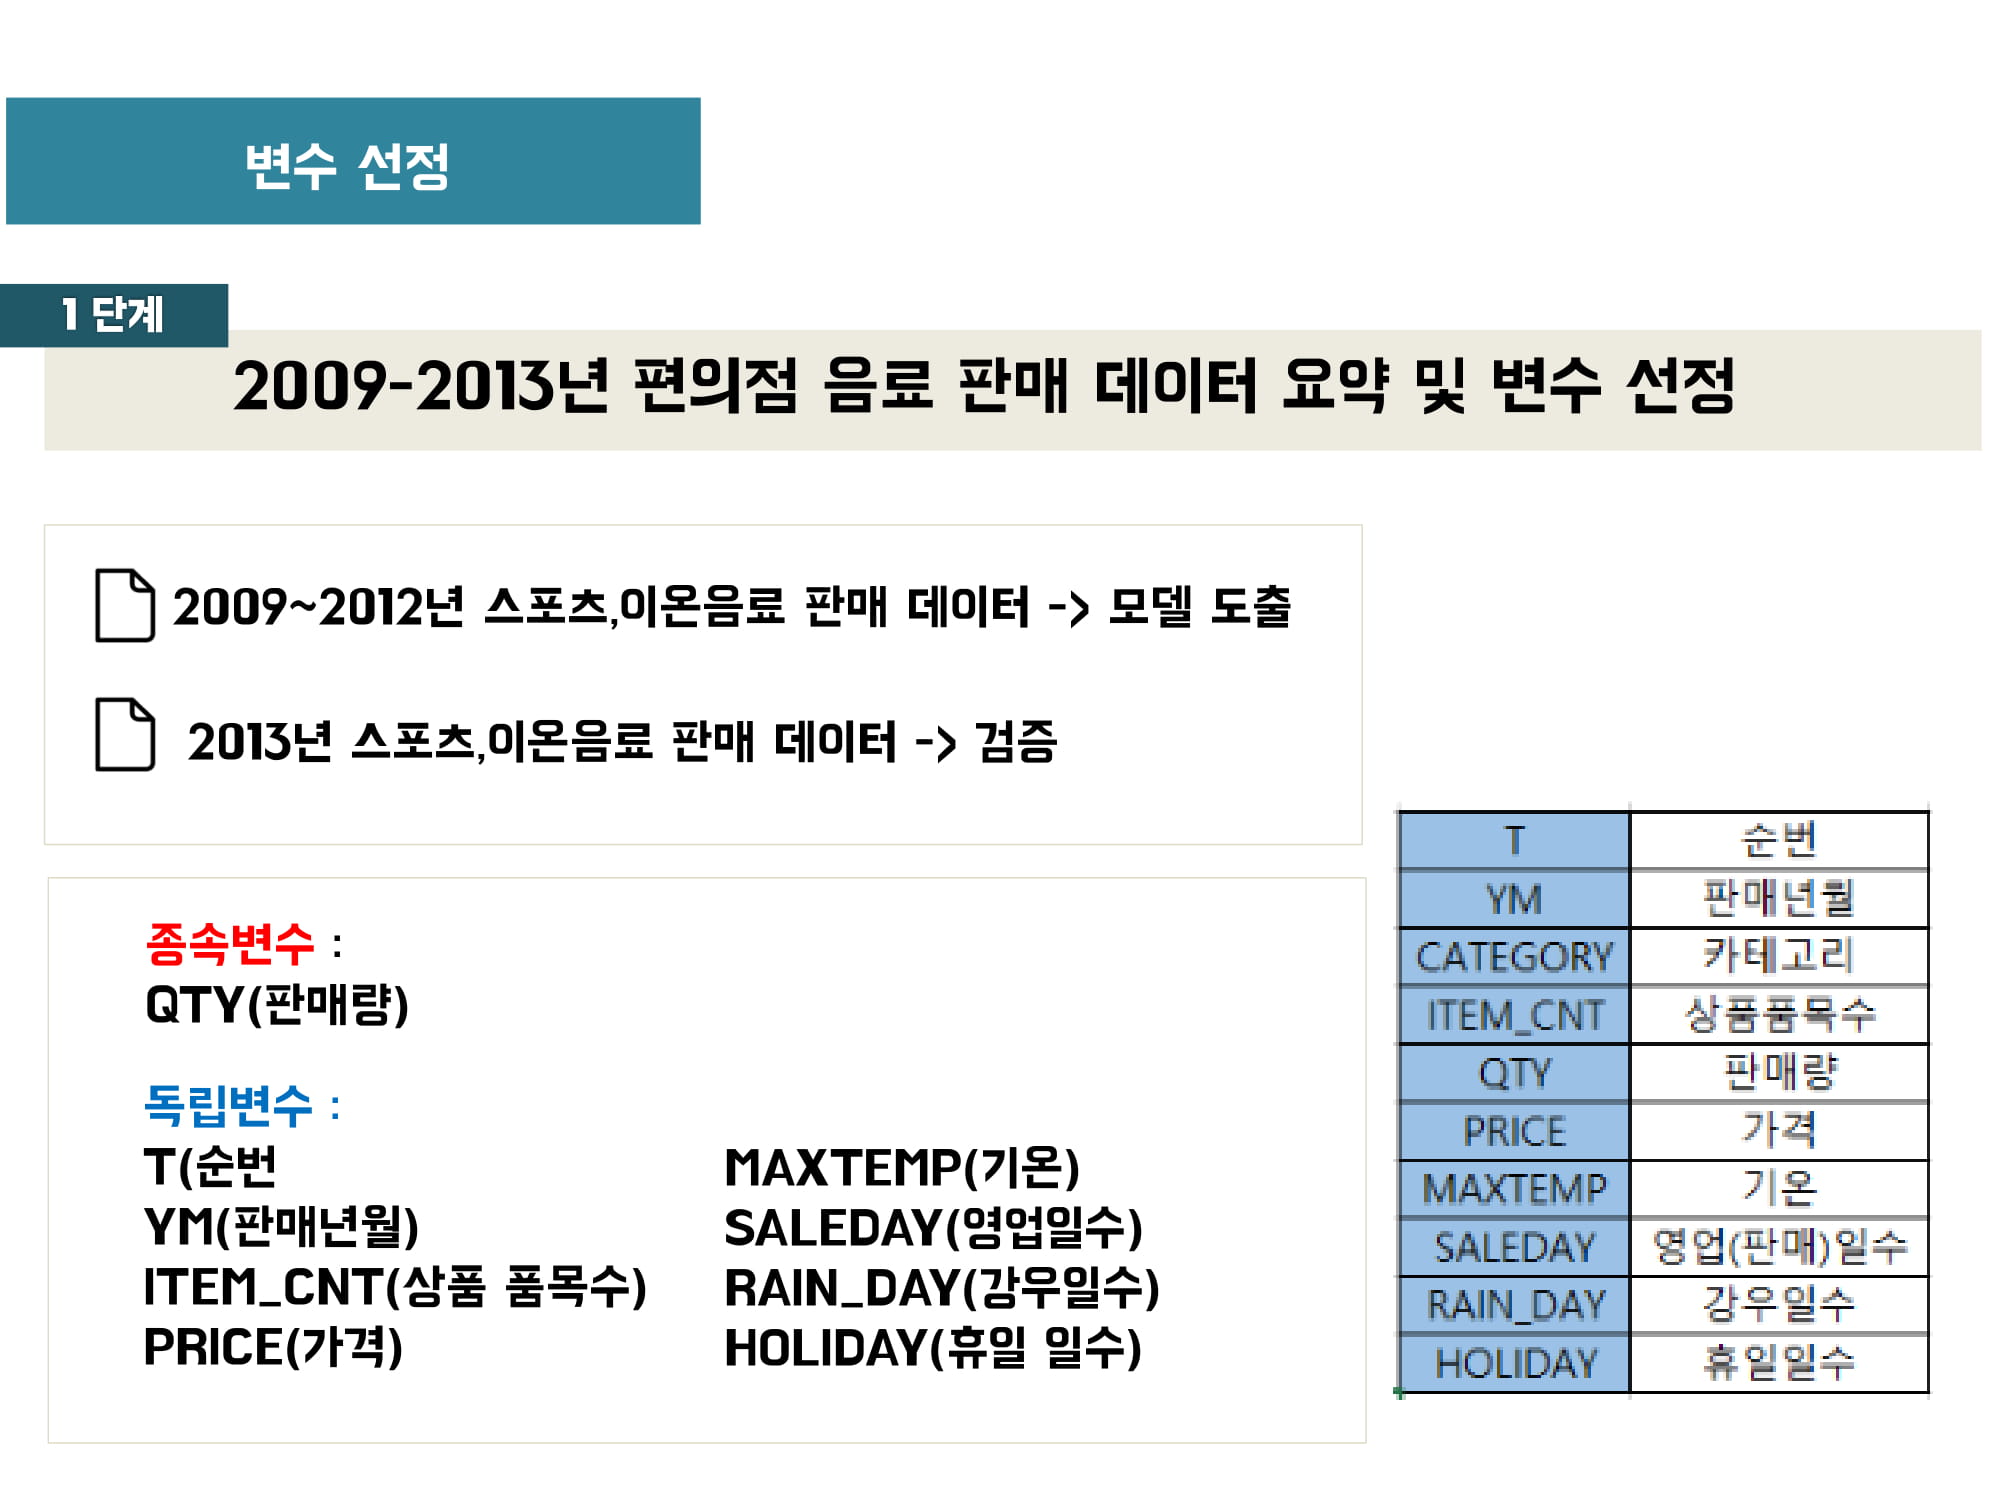 변수 선정
1 단계
2009-2013년 편의점 음료 판매 데이터 요약 및 변수 선정
2009~2012년 스포츠,이온음료 판매 데이터 -> 모델 도출
2013년 스포츠,이온음료 판매 데이터 -> 검증
종속변수 :
QTY(판매량)
독립변수 :
T(순번
YM(판매년월)
ITEM_CNT(상품 품목수)
PRICE(가격)
MAXTEMP(기온)
SALEDAY(영업일수)
RAIN_DAY(강우일수)
HOLIDAY(휴일 일수)
T 순번
YM 판매년월
CATEGORY 카테고리
ITEM_CNT 상품품목수
QTY 판매량
PRICE 가격
MAXTEMP 기온
SALEDAY 영업(판매)일수
RAIN_DAY 강우일수
HOLIDAY 휴일일수